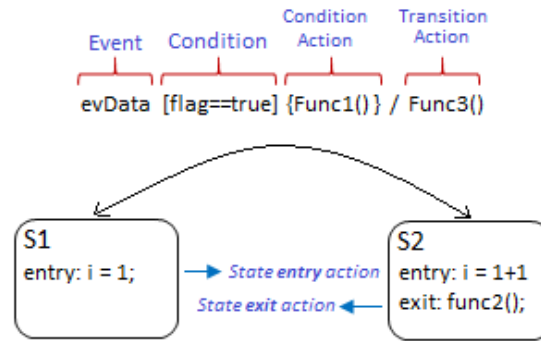 Event Condition Condition Action Transition Action
evData [flag==true] {Func1()} / Func3()
S1
entry: i = 1;
State entry action
State exit action
S2
entry: i = 1+1
exit: func2();